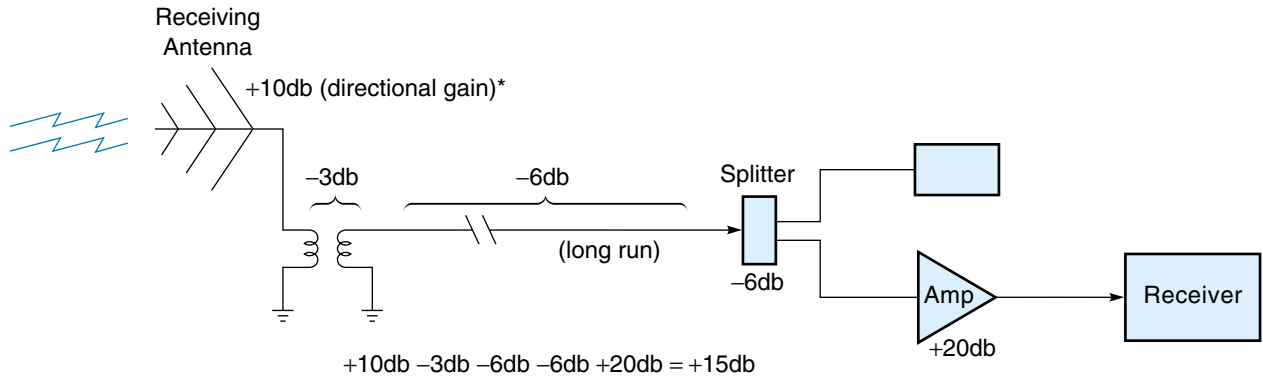 Receiving
Antenna
+10db (directional gain)*
–3db
–6db
Splitter
(long run)
–6db
Amp
Receiver
+20db
+10db –3db –6db –6db +20db = +15db